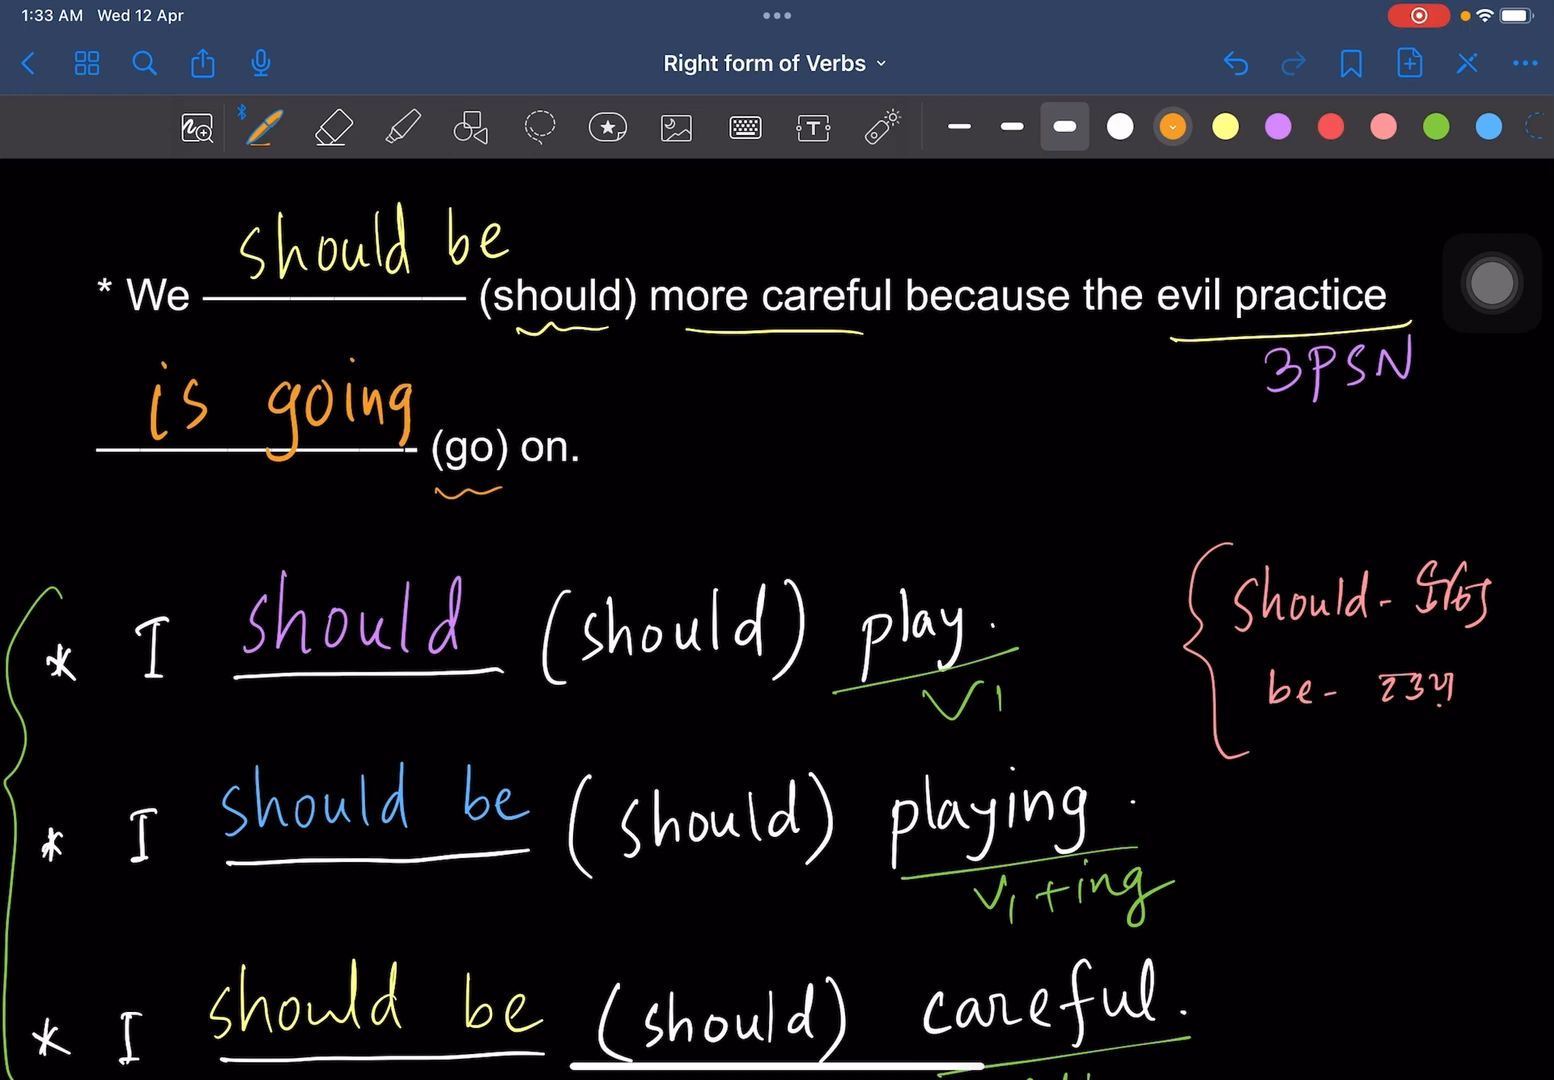 1:33 AM Wed 12 Apr
Right form of Verbs
T
should be
* We (should) more careful because the evil practice
3PSN
is going
(go) on.
* I should (should) play.
V1
should - উচিত
be - হওয়া
* I should be (should) playing.
V1 + ing
* I should be (should) careful.